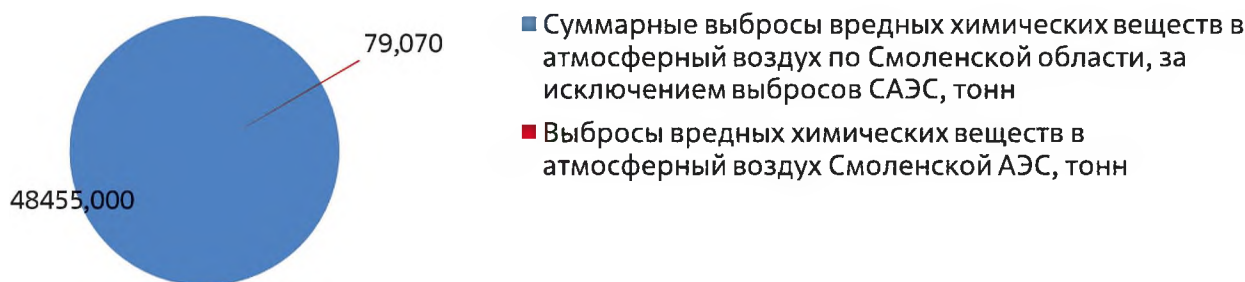 79,070
48455,000
Суммарные выбросы вредных химических веществ в
атмосферный воздух по Смоленской области, за
исключением выбросов САЭС, тонн
Выбросы вредных химических веществ в
атмосферный воздух Смоленской АЭС, тонн